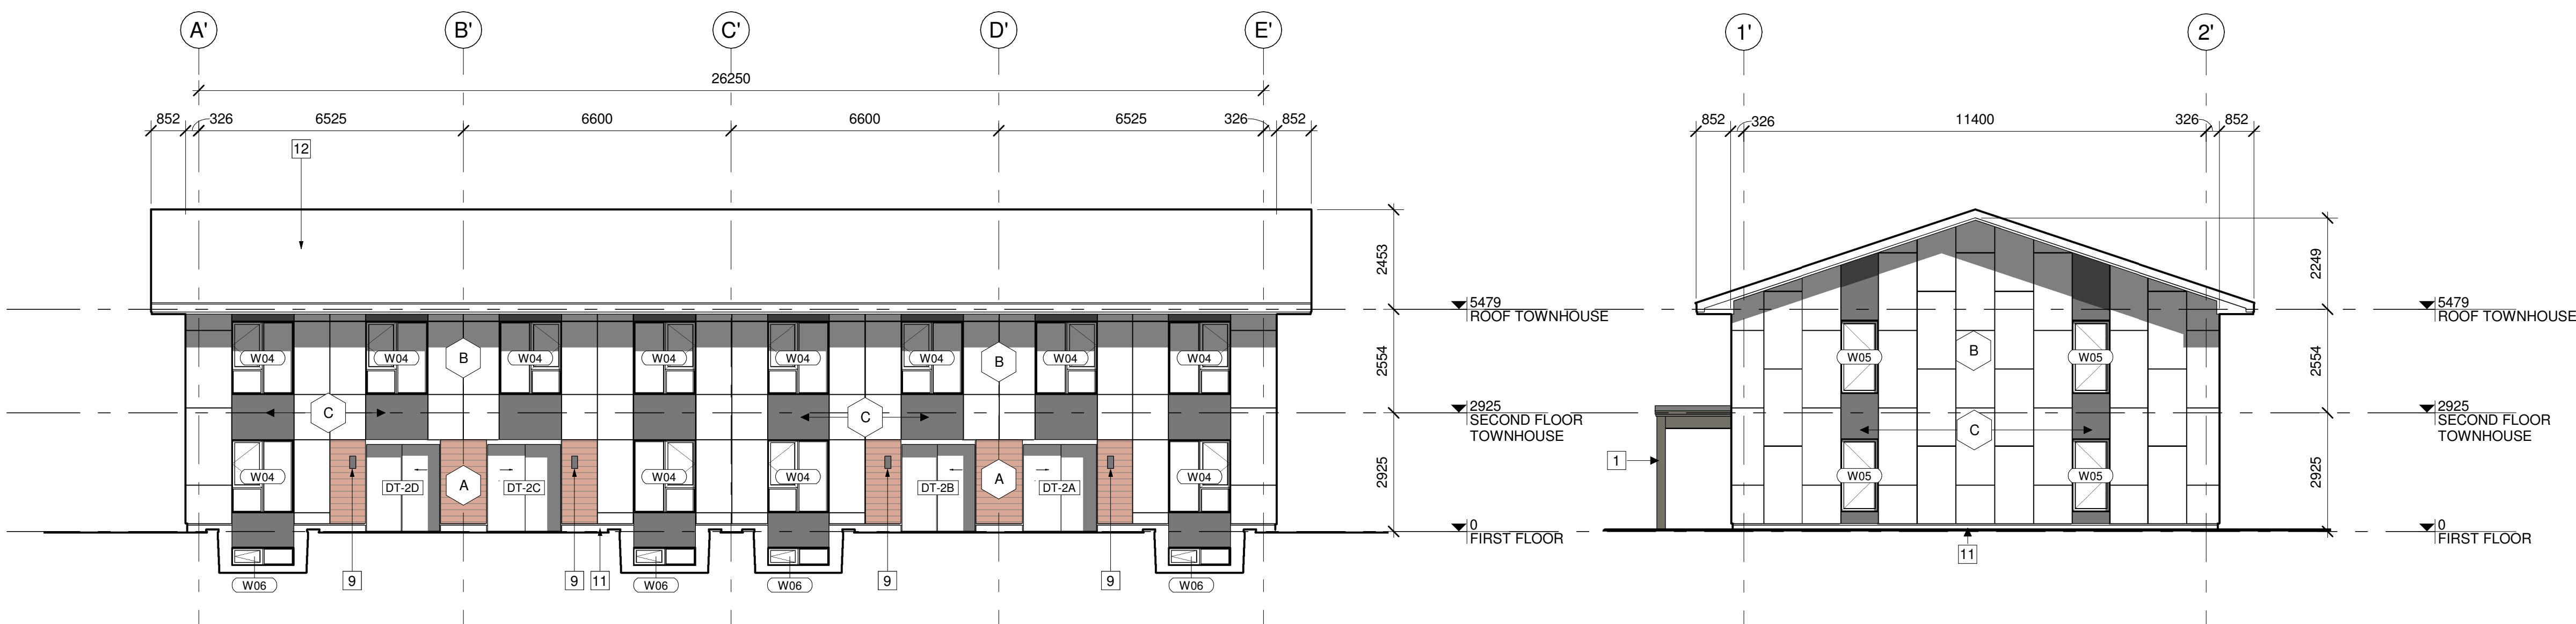 A' B' C' D' E' 1' 2'
26250
852 326 6525 6600 6600 6525 326 852 852 326 11400 326 852
12
2453 2249
5479 5479
ROOF TOWNHOUSE ROOF TOWNHOUSE
W04 W04 B W04 W04 W04 W04 B W04 W04 W05 B W05
2554 2554
2925 2925
C C SECOND FLOOR C SECOND FLOOR
TOWNHOUSE TOWNHOUSE
1
W04 W04 W04 W04 W05 W05
DT-2D A DT-2C DT-2B A DT-2A
2925 2925
0 0
FIRST FLOOR FIRST FLOOR
11
9 9 11 9 9
W06 W06 W06 W06